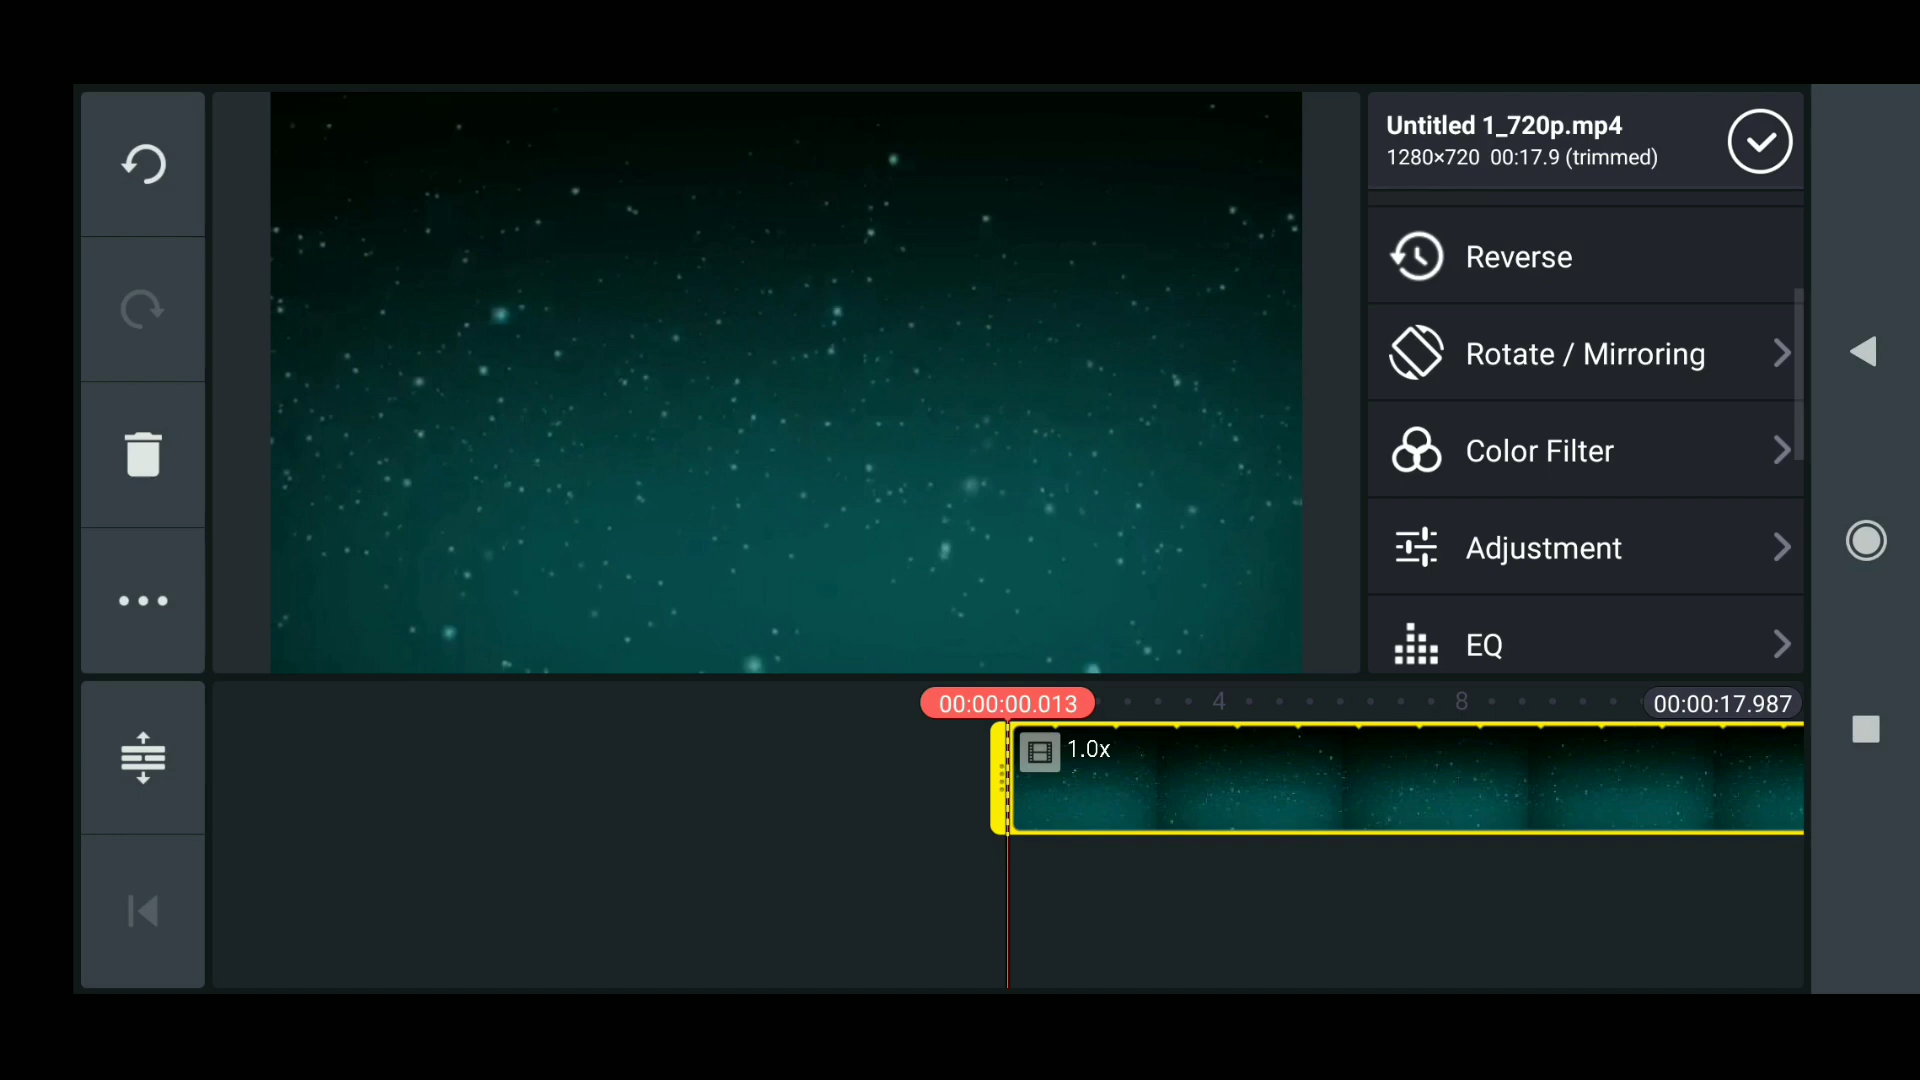 Untitled 1_720p.mp4
1280×720 00:17.9 (trimmed)
Reverse
Rotate / Mirroring
Color Filter
Adjustment
EQ
00:00:00.013
4
8
00:00:17.987
1.0x